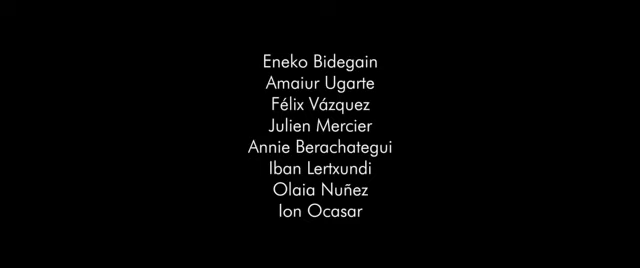 Eneko Bidegain
Amaiur Ugarte
Félix Vázquez
Julien Mercier
Annie Berachategui
Iban Lertxundi
Olaia Nuñez
Ion Ocasar